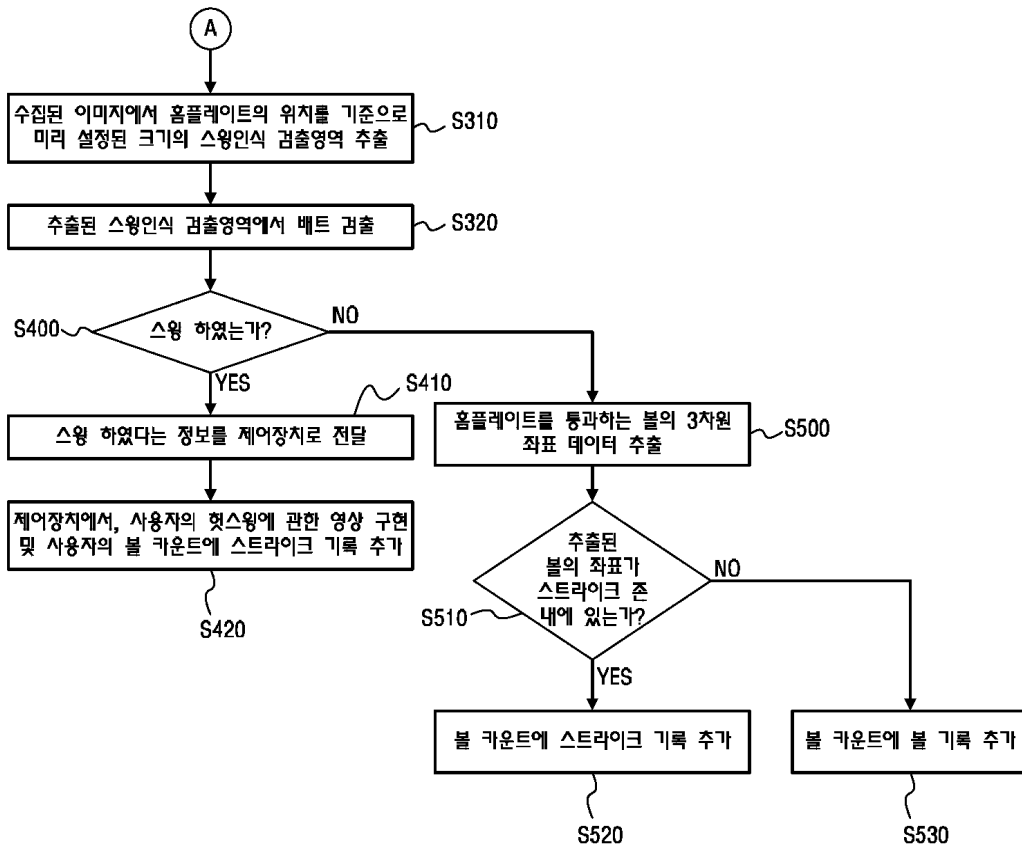 A
수집된 이미지에서 홈플레이트의 위치를 기준으로
미리 설정된 크기의 스윙인식 검출영역 추출
S310
추출된 스윙인식 검출영역에서 배트 검출
S320
스윙 하였는가?
S400
NO
YES
S410
스윙 하였다는 정보를 제어장치로 전달
홈플레이트를 통과하는 볼의 3차원
좌표 데이터 추출
S500
제어장치에서, 사용자의 헛스윙에 관한 영상 구현
및 사용자의 볼 카운트에 스트라이크 기록 추가
S420
추출된
볼의 좌표가
스트라이크 존
내에 있는가?
S510
NO
YES
볼 카운트에 스트라이크 기록 추가
볼 카운트에 볼 기록 추가
S520
S530